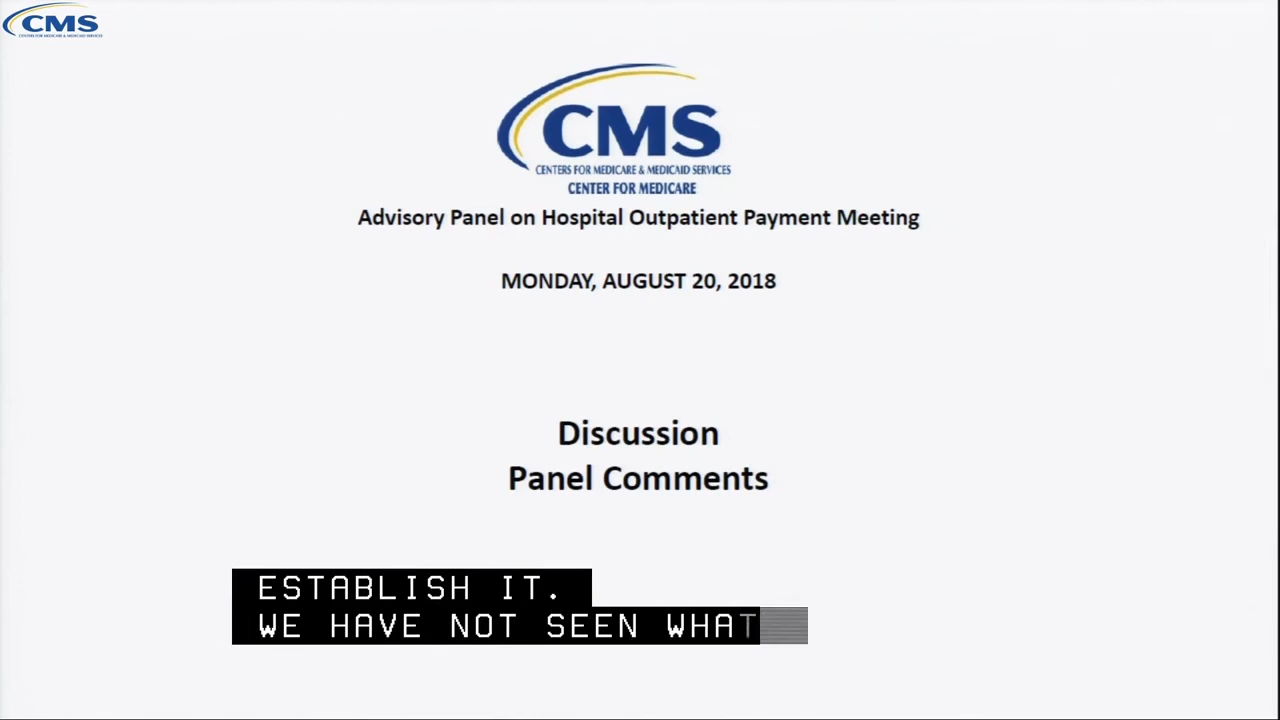 CMS
CENTERS FOR MEDICARE & MEDICAID SERVICES
CMS
CENTERS FOR MEDICARE & MEDICAID SERVICES
CENTER FOR MEDICARE
Advisory Panel on Hospital Outpatient Payment Meeting
MONDAY, AUGUST 20, 2018
Discussion
Panel Comments
ESTABLISH IT.
WE HAVE NOT SEEN WHAT